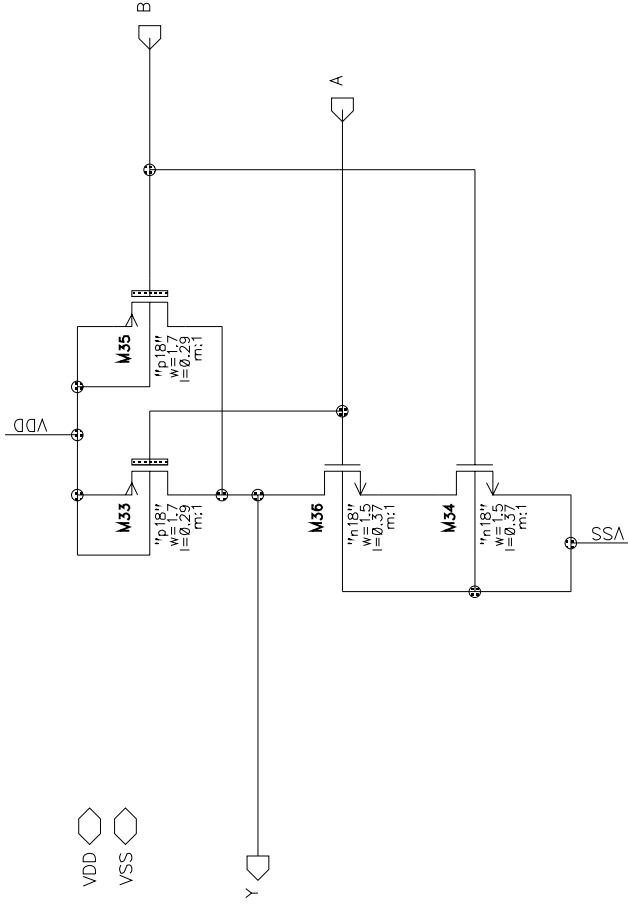 B
A
VDD
M35
"p18"
w=1.7
l=0.29
m:1
M33
"p18"
w=1.7
l=0.29
m:1
M36
"n18"
w=1.5
l=0.37
m:1
M34
"n18"
w=1.5
l=0.37
m:1
VSS
VDD
VSS
Y